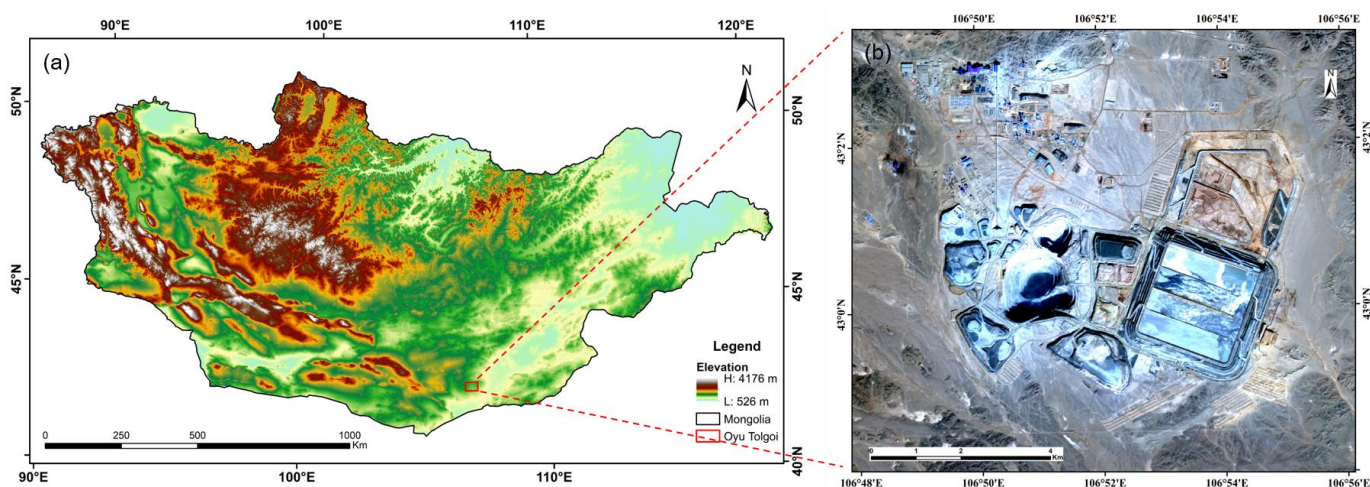 90°E 100°E 110°E 120°E
(a)
N
50°N
50°N
45°N
45°N
40°N
Legend
Elevation
H: 4176 m
L: 526 m
Mongolia
Oyu Tolgoi
0 250 500 1000
Km
90°E 100°E 110°E
106°50'E 106°52'E 106°54'E 106°56'E
(b)
N
43°2'N
43°2'N
43°0'N
43°0'N
0 1 2 4
Km
106°48'E 106°50'E 106°52'E 106°54'E 106°56'E